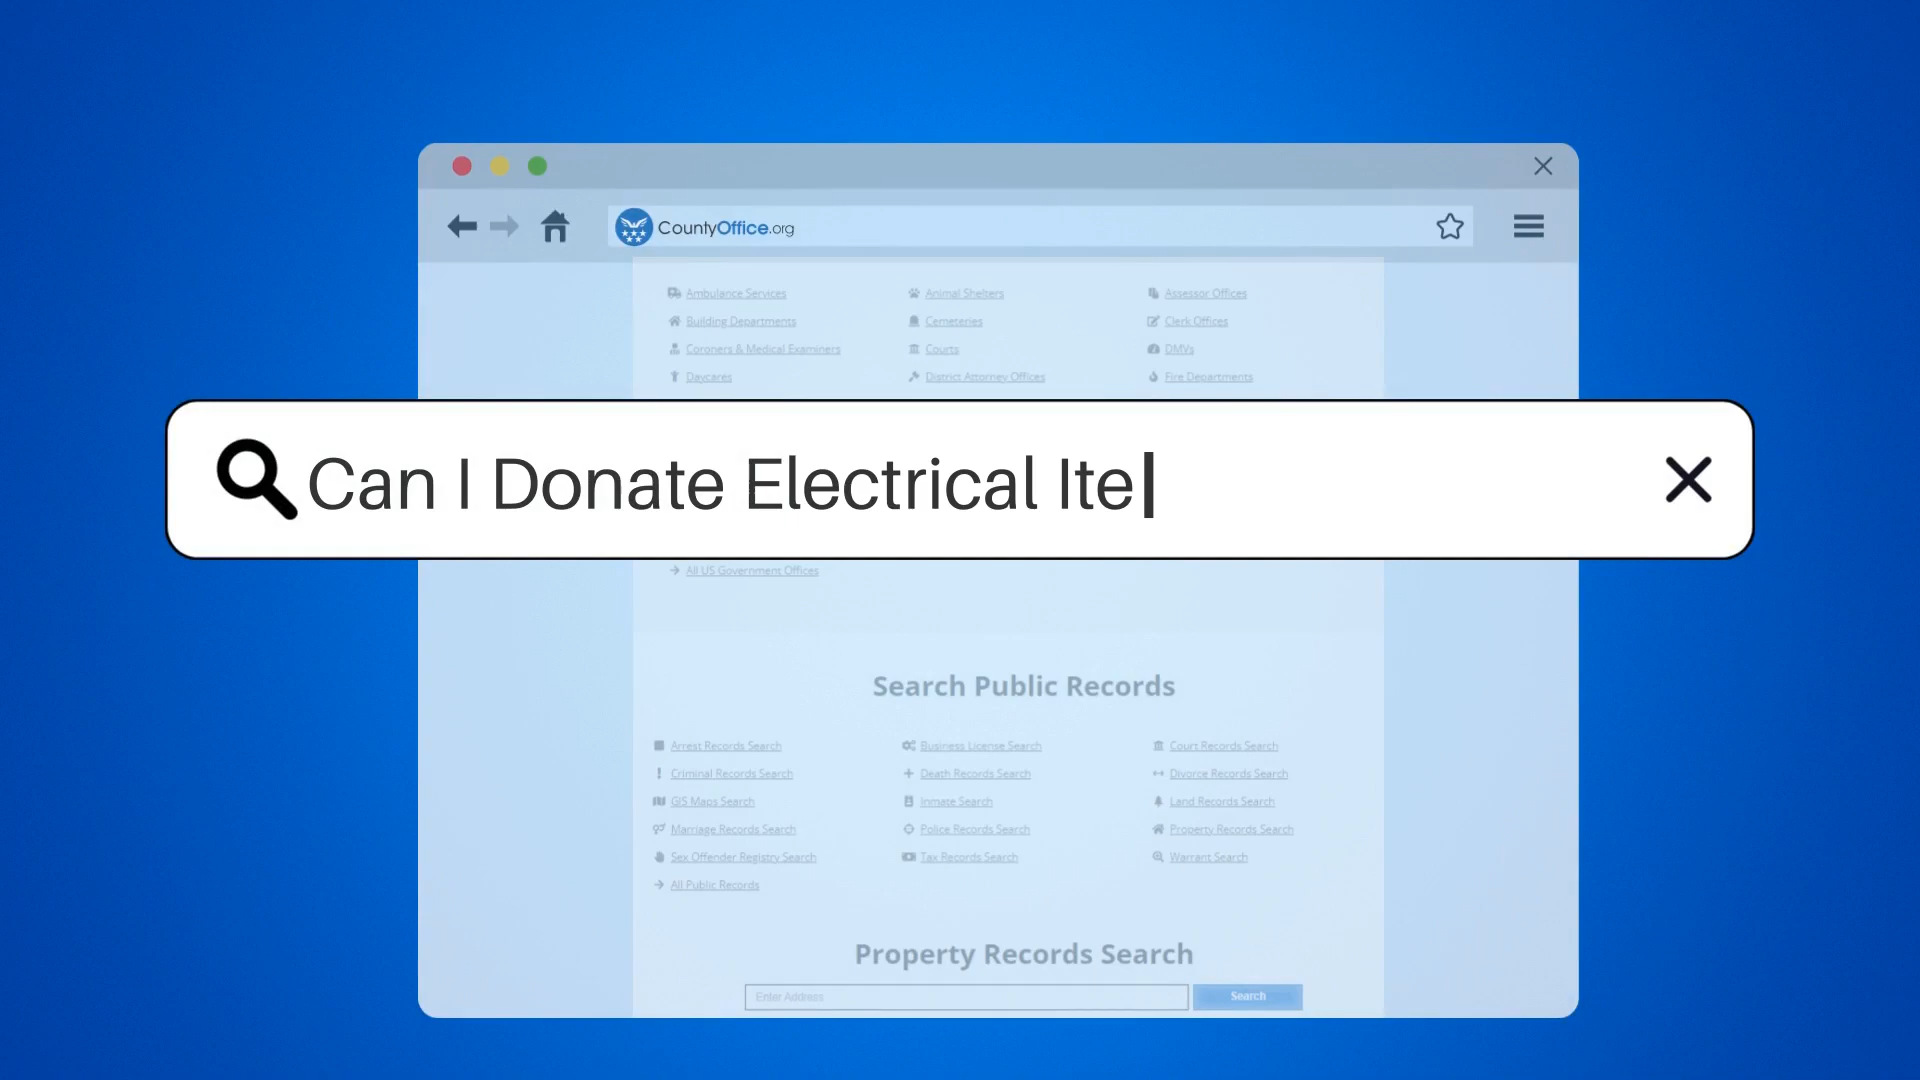 CountyOffice.org
Ambulance Services Animal Shelters Assessor Offices
Building Departments Cemeteries Clerk Offices
Coroners & Medical Examiners Courts DMVs
Daycares District Attorney Offices Fire Departments
Can I Donate Electrical Ite
All US Government Offices
Search Public Records
Arrest Records Search Business License Search Court Records Search
Criminal Records Search Death Records Search Divorce Records Search
GIS Maps Search Inmate Search Land Records Search
Marriage Records Search Police Records Search Property Records Search
Sex Offender Registry Search Tax Records Search Warrant Search
All Public Records
Property Records Search
Enter Address Search